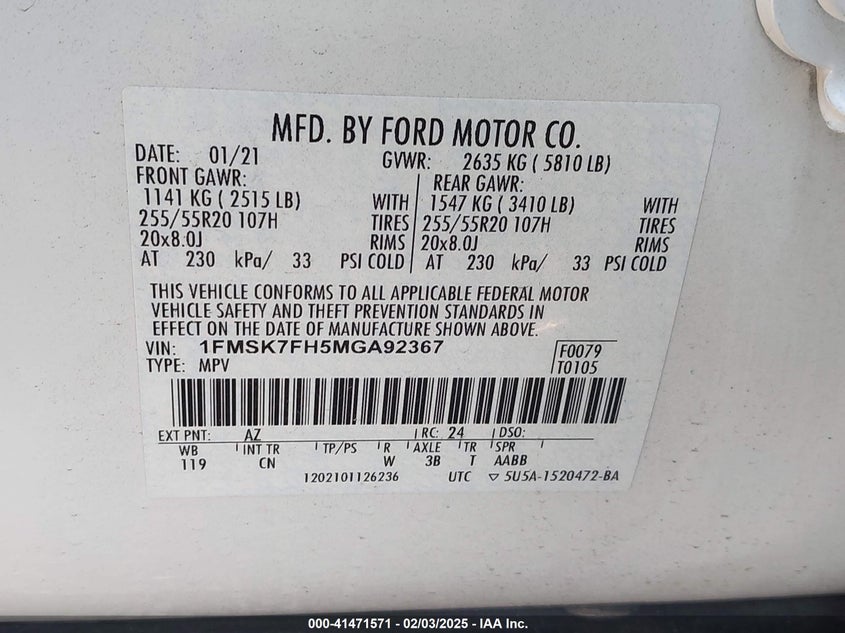 MFD. BY FORD MOTOR CO.
DATE: 01/21 GVWR: 2635 KG ( 5810 LB)
FRONT GAWR: REAR GAWR:
1141 KG ( 2515 LB) WITH 1547 KG ( 3410 LB) WITH
255/55R20 107H TIRES 255/55R20 107H TIRES
20x8.0J RIMS 20x8.0J RIMS
AT 230 kPa/ 33 PSI COLD AT 230 kPa/ 33 PSI COLD
THIS VEHICLE CONFORMS TO ALL APPLICABLE FEDERAL MOTOR
VEHICLE SAFETY AND THEFT PREVENTION STANDARDS IN
EFFECT ON THE DATE OF MANUFACTURE SHOWN ABOVE.
VIN: 1FMSK7FH5MGA92367 F0079
TYPE: MPV T0105
EXT PNT: AZ RC: 24 DSO:
WB INT TR TP/PS R AXLE TR SPR
119 CN W 3B T AABB
1202101126236 UTC ▽ 5U5A-1520472-BA
000-41471571 - 02/03/2025 - IAA Inc.